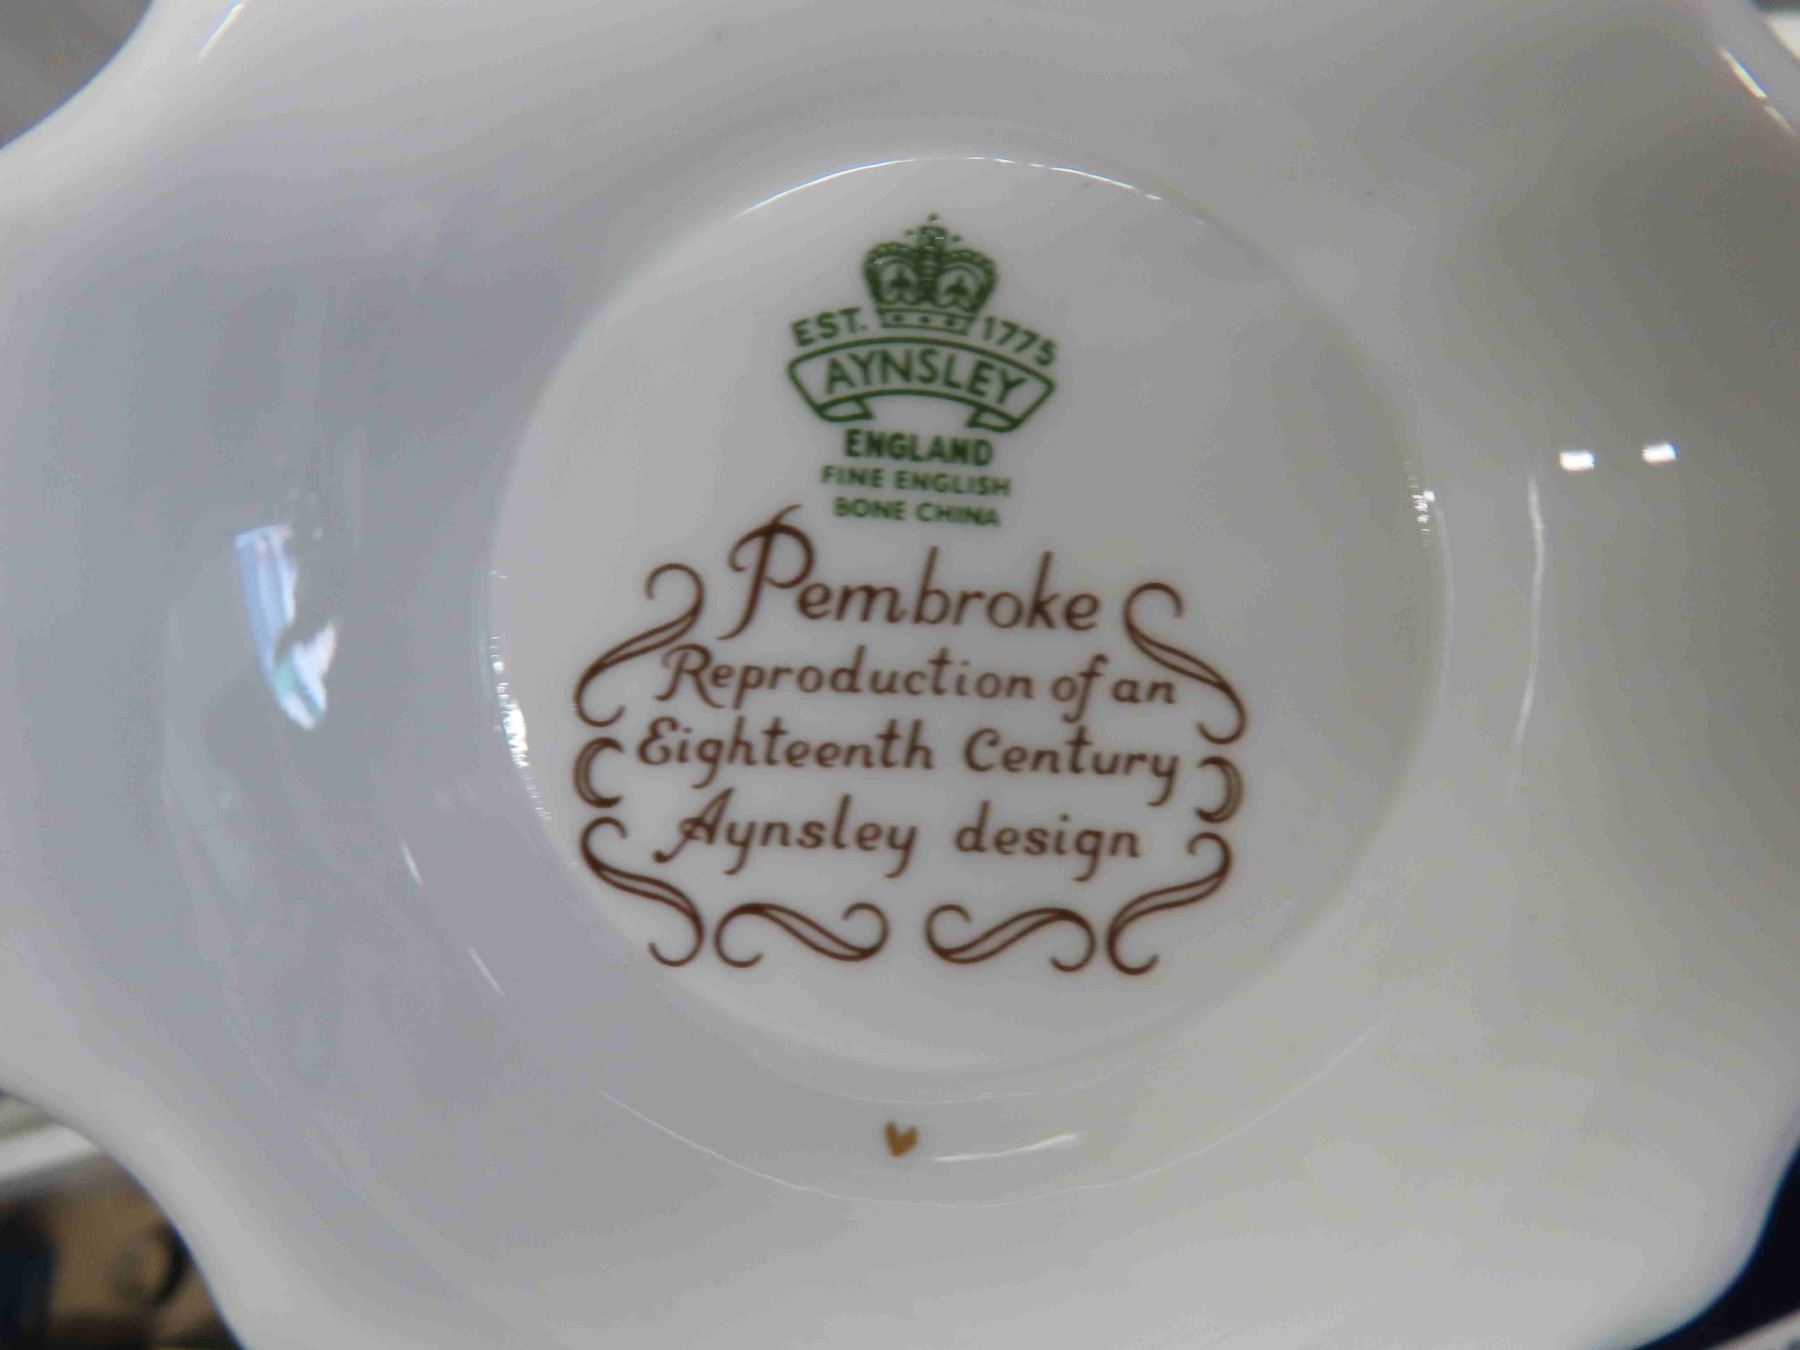 EST. 1775
AYNSLEY
ENGLAND
FINE ENGLISH
BONE CHINA
Pembroke
Reproduction of an
Eighteenth Century
Aynsley design